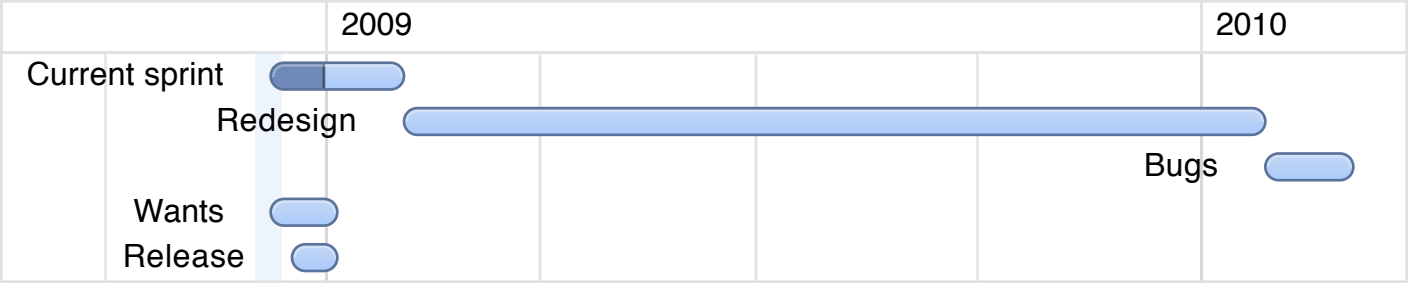 2009
2010
Current sprint
Redesign
Bugs
Wants
Release